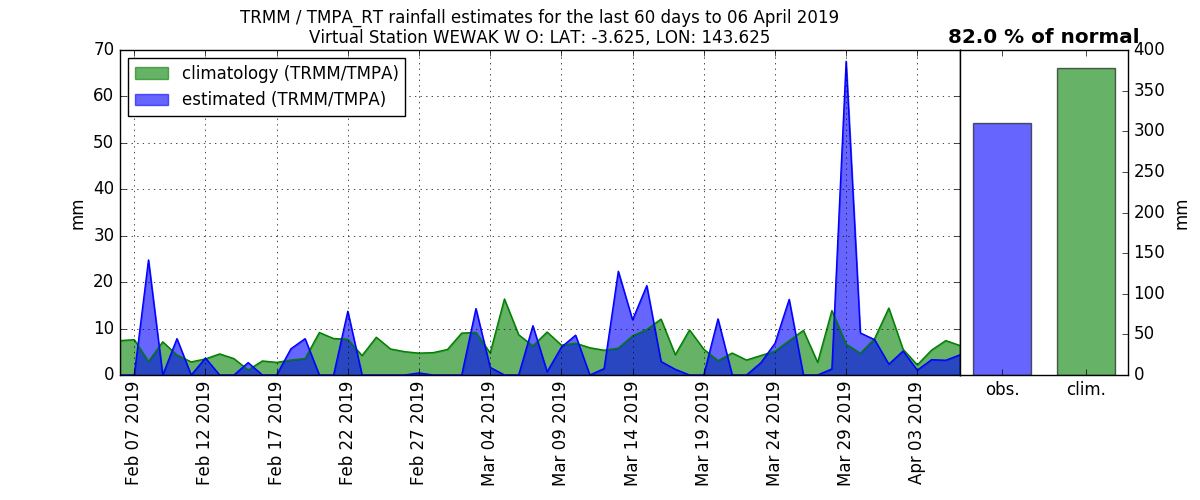 TRMM / TMPA_RT rainfall estimates for the last 60 days to 06 April 2019
Virtual Station WEWAK W O: LAT: -3.625, LON: 143.625
82.0 % of normal
climatology (TRMM/TMPA)
estimated (TRMM/TMPA)
70
60
50
40
30
20
10
0
mm
Feb 07 2019
Feb 12 2019
Feb 17 2019
Feb 22 2019
Feb 27 2019
Mar 04 2019
Mar 09 2019
Mar 14 2019
Mar 19 2019
Mar 24 2019
Mar 29 2019
Apr 03 2019
obs.
clim.
400
350
300
250
200
150
100
50
0
mm